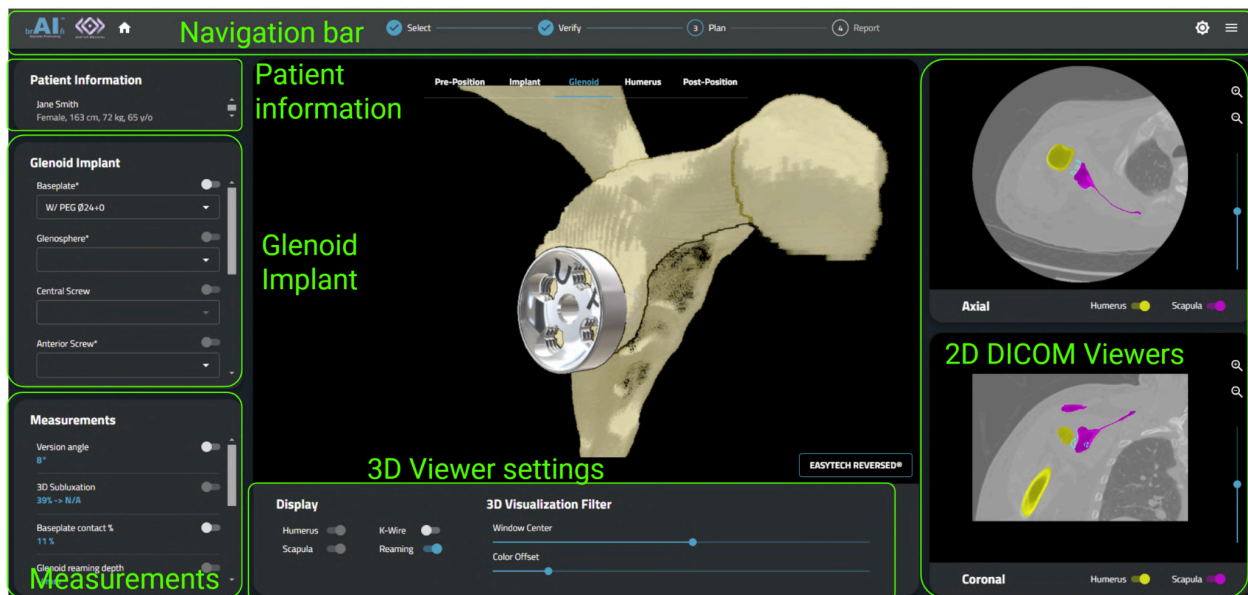 AI
Navigation bar
Select
Verify
3 Plan
4 Report
Patient Information
Jane Smith
Female, 163 cm, 72 kg, 65 y/o
Patient
information
Glenoid Implant
Baseplate*
W/ PEG Ø24+0
Glenosphere*
Central Screw
Anterior Screw*
Glenoid
Implant
Measurements
Version angle
8°
3D Subluxation
39% -> N/A
Baseplate contact %
11 %
Glenoid reaming depth
Measurements
Pre-Position
Implant
Glenoid
Humerus
Post-Position
EASYTECH REVERSED®
3D Viewer settings
Display
Humerus
K-Wire
Scapula
Reaming
3D Visualization Filter
Window Center
Color Offset
Axial
Humerus
Scapula
2D DICOM Viewers
Coronal
Humerus
Scapula